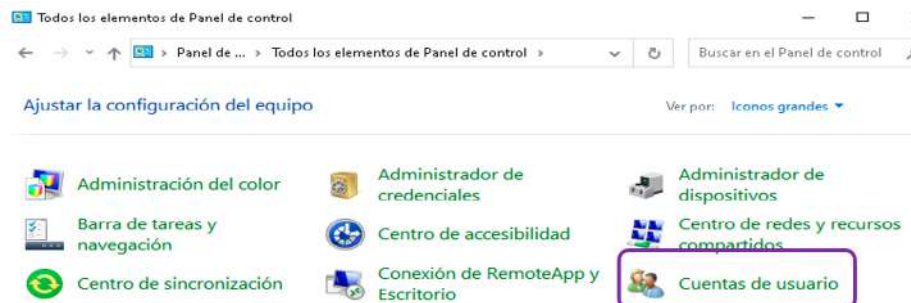 Todos los elementos de Panel de control
Panel de ... > Todos los elementos de Panel de control >
Buscar en el Panel de control
Ajustar la configuración del equipo
Ver por: Iconos grandes
Administración del color
Administrador de
credenciales
Administrador de
dispositivos
Barra de tareas y
navegación
Centro de accesibilidad
Centro de redes y recursos
compartidos
Centro de sincronización
Conexión de RemoteApp y
Escritorio
Cuentas de usuario